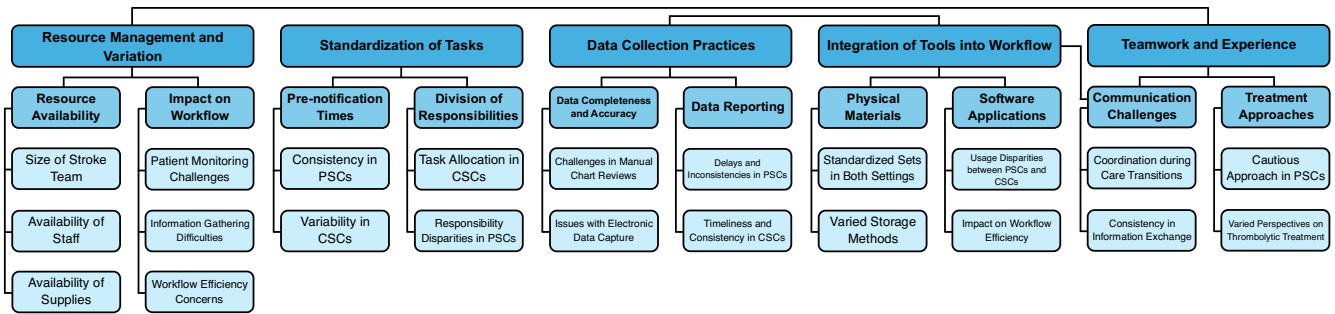 Resource Management and
Variation
Standardization of Tasks
Data Collection Practices
Integration of Tools into Workflow
Teamwork and Experience
Resource
Availability
Impact on
Workflow
Pre-notification
Times
Division of
Responsibilities
Data Completeness
and Accuracy
Data Reporting
Physical
Materials
Software
Applications
Communication
Challenges
Treatment
Approaches
Size of Stroke
Team
Patient Monitoring
Challenges
Consistency in
PSCs
Task Allocation in
CSCs
Challenges in Manual
Chart Reviews
Delays and
Inconsistencies in PSCs
Standardized Sets
in Both Settings
Usage Disparities
between PSCs and
CSCs
Coordination during
Care Transitions
Cautious
Approach in PSCs
Availability of
Staff
Information Gathering
Difficulties
Variability in
CSCs
Responsibility
Disparities in PSCs
Issues with Electronic
Data Capture
Timeliness and
Consistency in CSCs
Varied Storage
Methods
Impact on Workflow
Efficiency
Consistency in
Information Exchange
Varied Perspectives on
Thrombolytic Treatment
Availability of
Supplies
Workflow Efficiency
Concerns